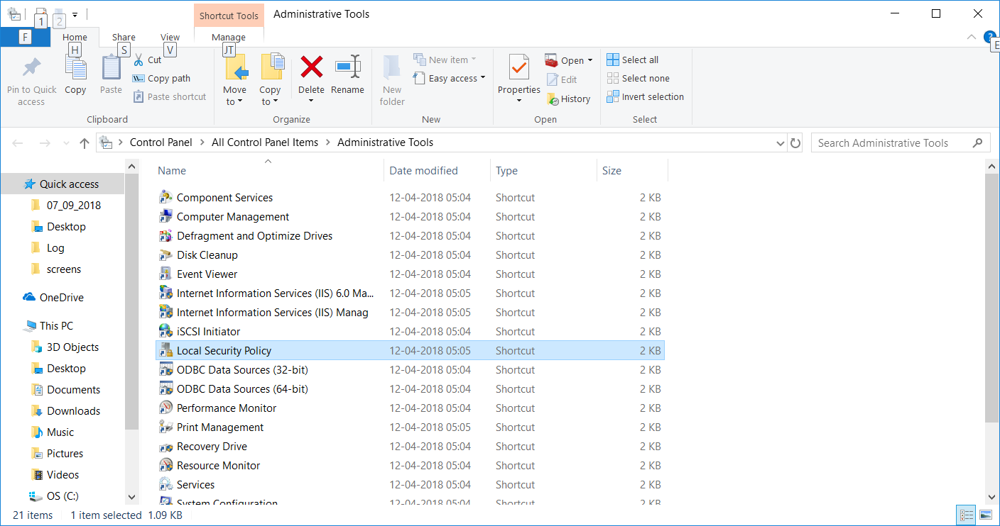 1
2
Shortcut Tools
Administrative Tools
F
Home
Share
View
Manage
H
S
V
JT
?
E
Pin to Quick access
Copy
Paste
Cut
Copy path
Paste shortcut
Clipboard
Move to
Copy to
Delete
Rename
Organize
New folder
New item
Easy access
New
Properties
Open
Edit
History
Open
Select all
Select none
Invert selection
Select
Control Panel > All Control Panel Items > Administrative Tools
Search Administrative Tools
Quick access
07_09_2018
Desktop
Log
screens
OneDrive
This PC
3D Objects
Desktop
Documents
Downloads
Music
Pictures
Videos
OS (C:)
Name Date modified Type Size
Component Services 12-04-2018 05:04 Shortcut 2 KB
Computer Management 12-04-2018 05:04 Shortcut 2 KB
Defragment and Optimize Drives 12-04-2018 05:04 Shortcut 2 KB
Disk Cleanup 12-04-2018 05:04 Shortcut 2 KB
Event Viewer 12-04-2018 05:04 Shortcut 2 KB
Internet Information Services (IIS) 6.0 Ma... 12-04-2018 05:05 Shortcut 2 KB
Internet Information Services (IIS) Manag 12-04-2018 05:05 Shortcut 2 KB
iSCSI Initiator 12-04-2018 05:04 Shortcut 2 KB
Local Security Policy 12-04-2018 05:05 Shortcut 2 KB
ODBC Data Sources (32-bit) 12-04-2018 05:04 Shortcut 2 KB
ODBC Data Sources (64-bit) 12-04-2018 05:04 Shortcut 2 KB
Performance Monitor 12-04-2018 05:04 Shortcut 2 KB
Print Management 12-04-2018 05:05 Shortcut 2 KB
Recovery Drive 12-04-2018 05:04 Shortcut 2 KB
Resource Monitor 12-04-2018 05:04 Shortcut 2 KB
Services 12-04-2018 05:04 Shortcut 2 KB
System Configuration 12-04-2018 05:04 Shortcut 2 KB
21 items 1 item selected 1.09 KB